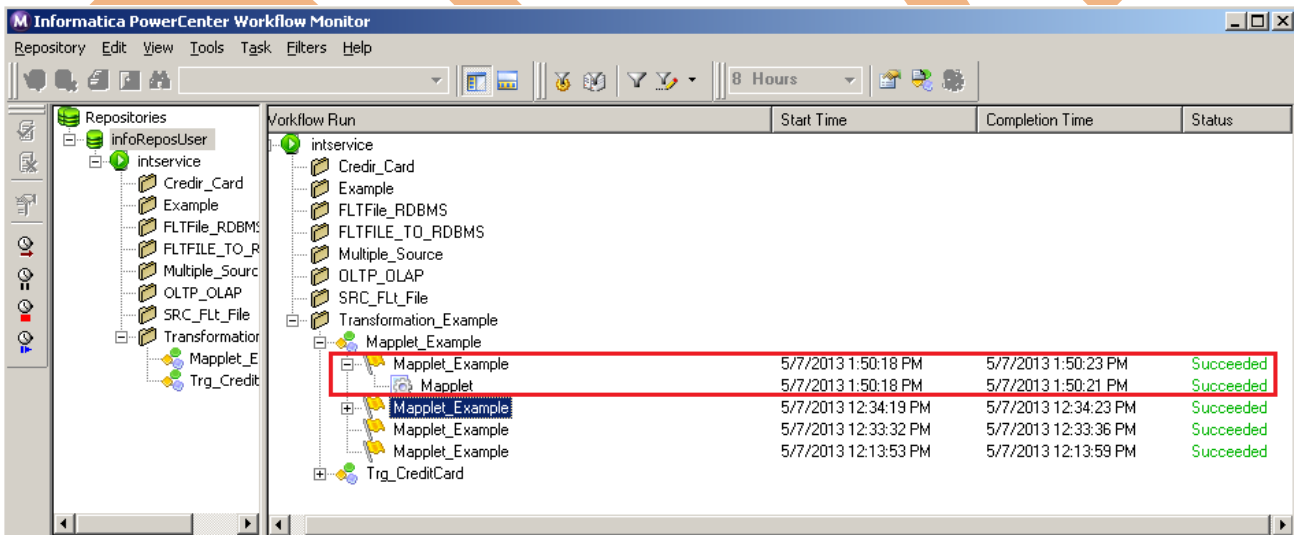 Informatica PowerCenter Workflow Monitor
Repository Edit View Tools Task Filters Help
8 Hours
Repositories
infoReposUser
intservice
Credir_Card
Example
FLTFile_RDBMS
FLTFILE_TO_R
Multiple_Sourc
OLTP_OLAP
SRC_FLt_File
Transformation
Mapplet_E
Trg_Credit
Workflow Run Start Time Completion Time Status
intservice
Credir_Card
Example
FLTFile_RDBMS
FLTFILE_TO_RDBMS
Multiple_Source
OLTP_OLAP
SRC_FLt_File
Transformation_Example
Mapplet_Example
Mapplet_Example 5/7/2013 1:50:18 PM 5/7/2013 1:50:23 PM Succeeded
Mapplet 5/7/2013 1:50:18 PM 5/7/2013 1:50:21 PM Succeeded
Mapplet_Example 5/7/2013 12:34:19 PM 5/7/2013 12:34:23 PM Succeeded
Mapplet_Example 5/7/2013 12:33:32 PM 5/7/2013 12:33:36 PM Succeeded
Mapplet_Example 5/7/2013 12:13:53 PM 5/7/2013 12:13:59 PM Succeeded
Trg_CreditCard